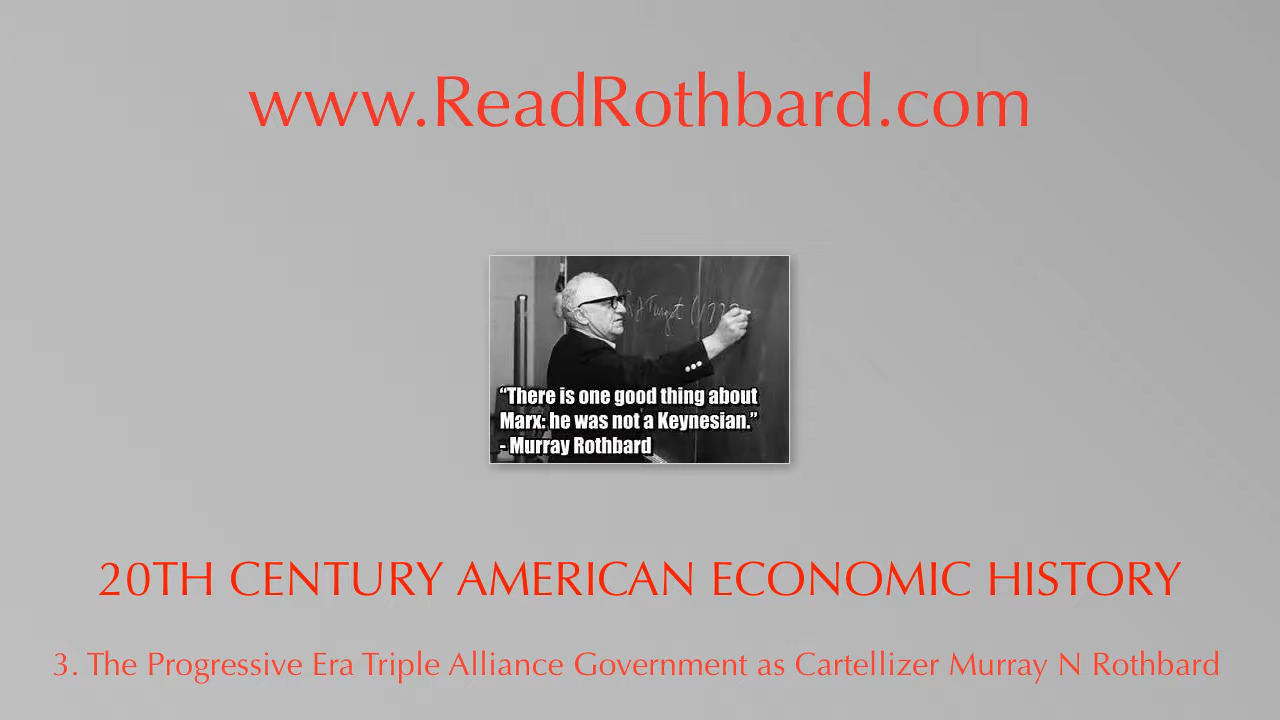 www.ReadRothbard.com
“There is one good thing about
Marx: he was not a Keynesian.”
- Murray Rothbard
20TH CENTURY AMERICAN ECONOMIC HISTORY
3. The Progressive Era Triple Alliance Government as Cartellizer Murray N Rothbard